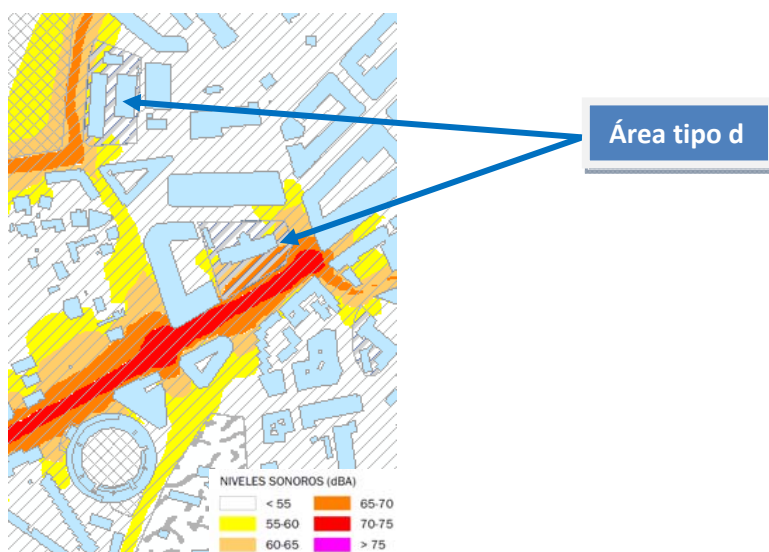 Área tipo d
NIVELES SONOROS (dBA)
< 55 65-70
55-60 70-75
60-65 > 75